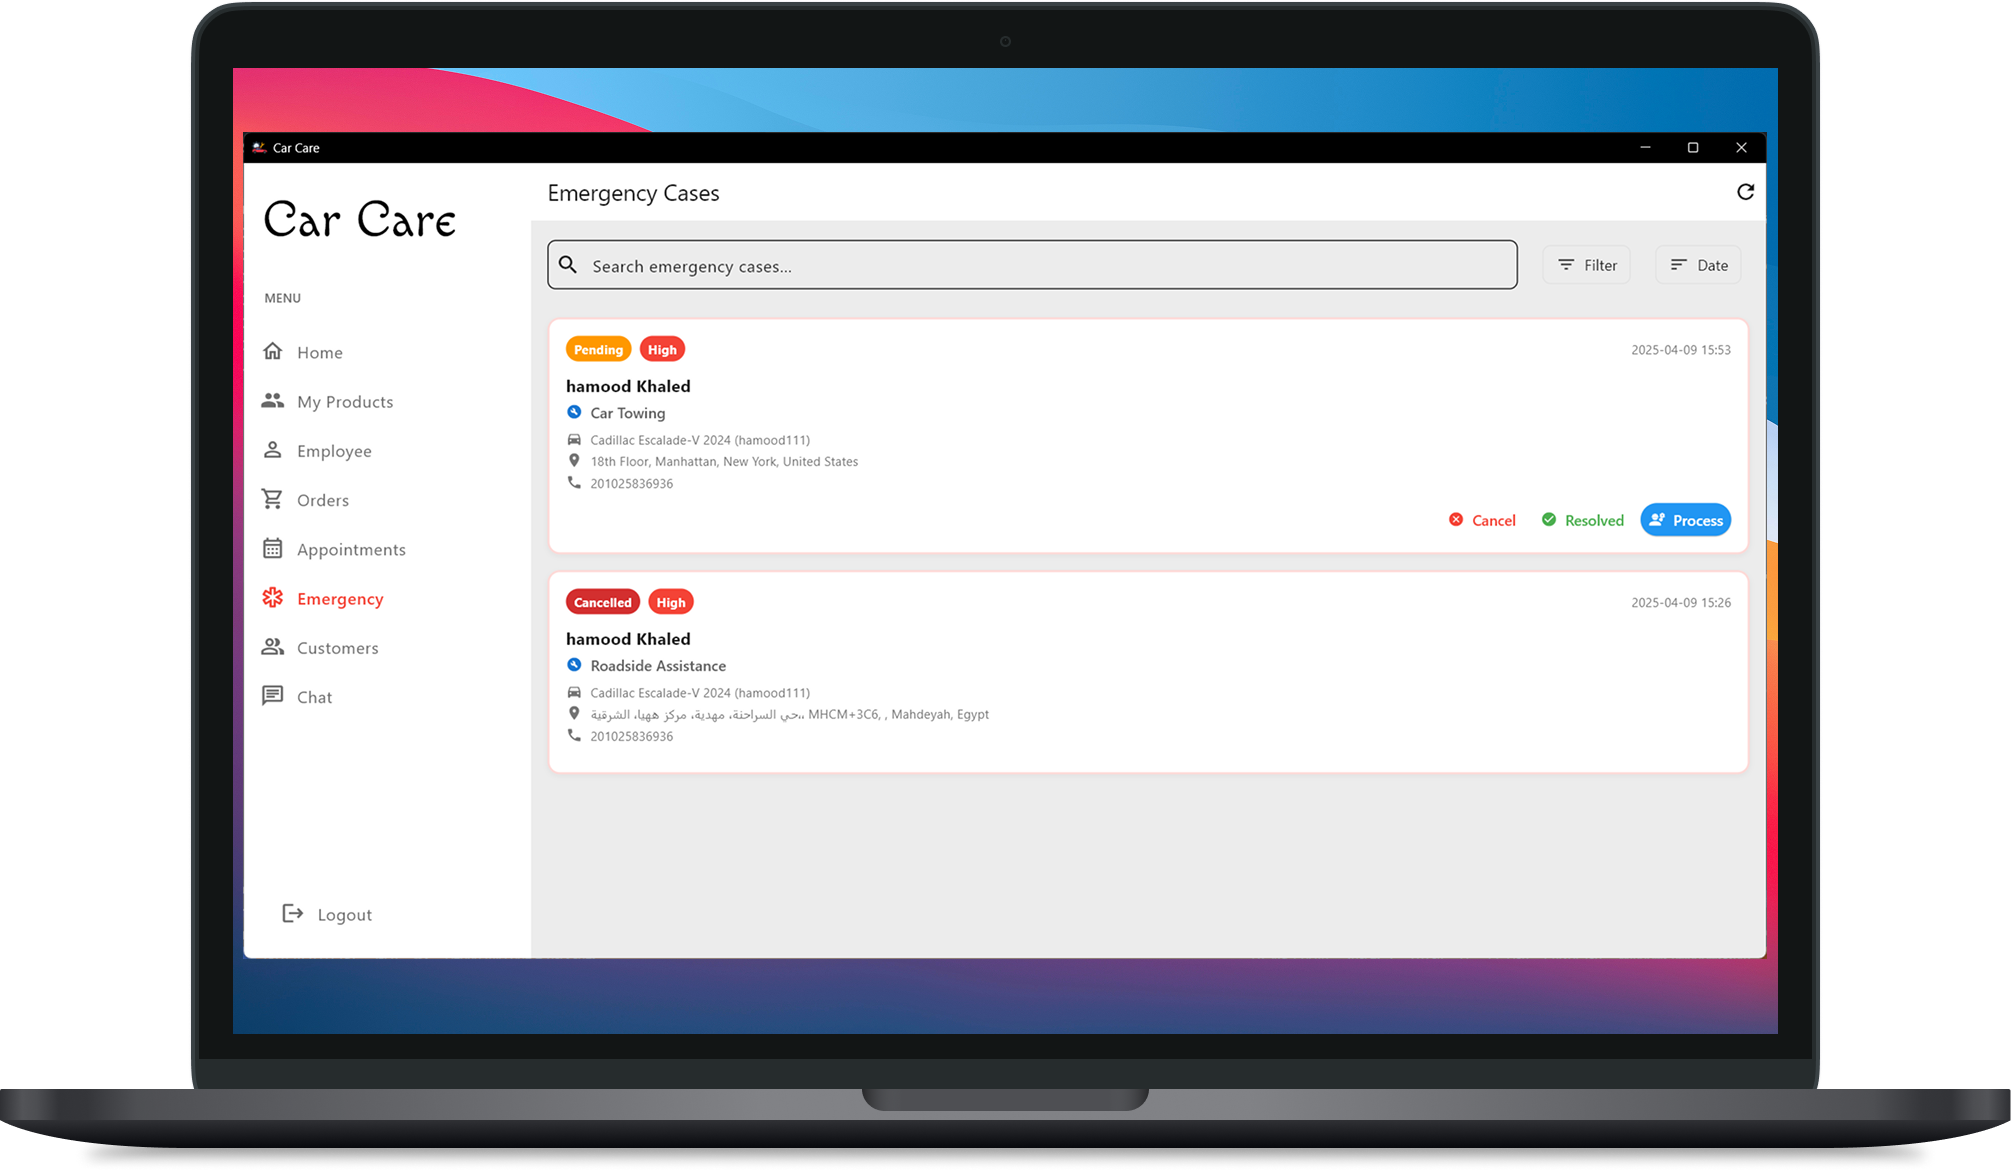 Car Care
Car Care
MENU
Home
My Products
Employee
Orders
Appointments
Emergency
Customers
Chat
Logout
Emergency Cases
Search emergency cases...
Filter
Date
Pending
High
2025-04-09 15:53
hamood Khaled
Car Towing
Cadillac Escalade-V 2024 (hamood111)
18th Floor, Manhattan, New York, United States
201025836936
Cancel
Resolved
Process
Cancelled
High
2025-04-09 15:26
hamood Khaled
Roadside Assistance
Cadillac Escalade-V 2024 (hamood111)
حي السراحنة، مهدية، مركز ههيا، الشرقية،, MHCM+3C6, , Mahdeyah, Egypt
201025836936